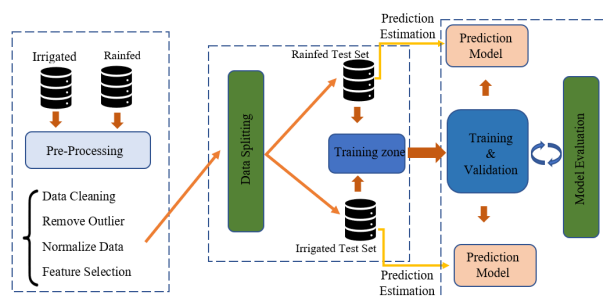 Irrigated
Rainfed
Pre-Processing
Data Cleaning
Remove Outlier
Normalize Data
Feature Selection
Data Splitting
Rainfed Test Set
Training zone
Irrigated Test Set
Prediction
Estimation
Prediction
Estimation
Prediction
Model
Training
&
Validation
Prediction
Model
Model Evaluation